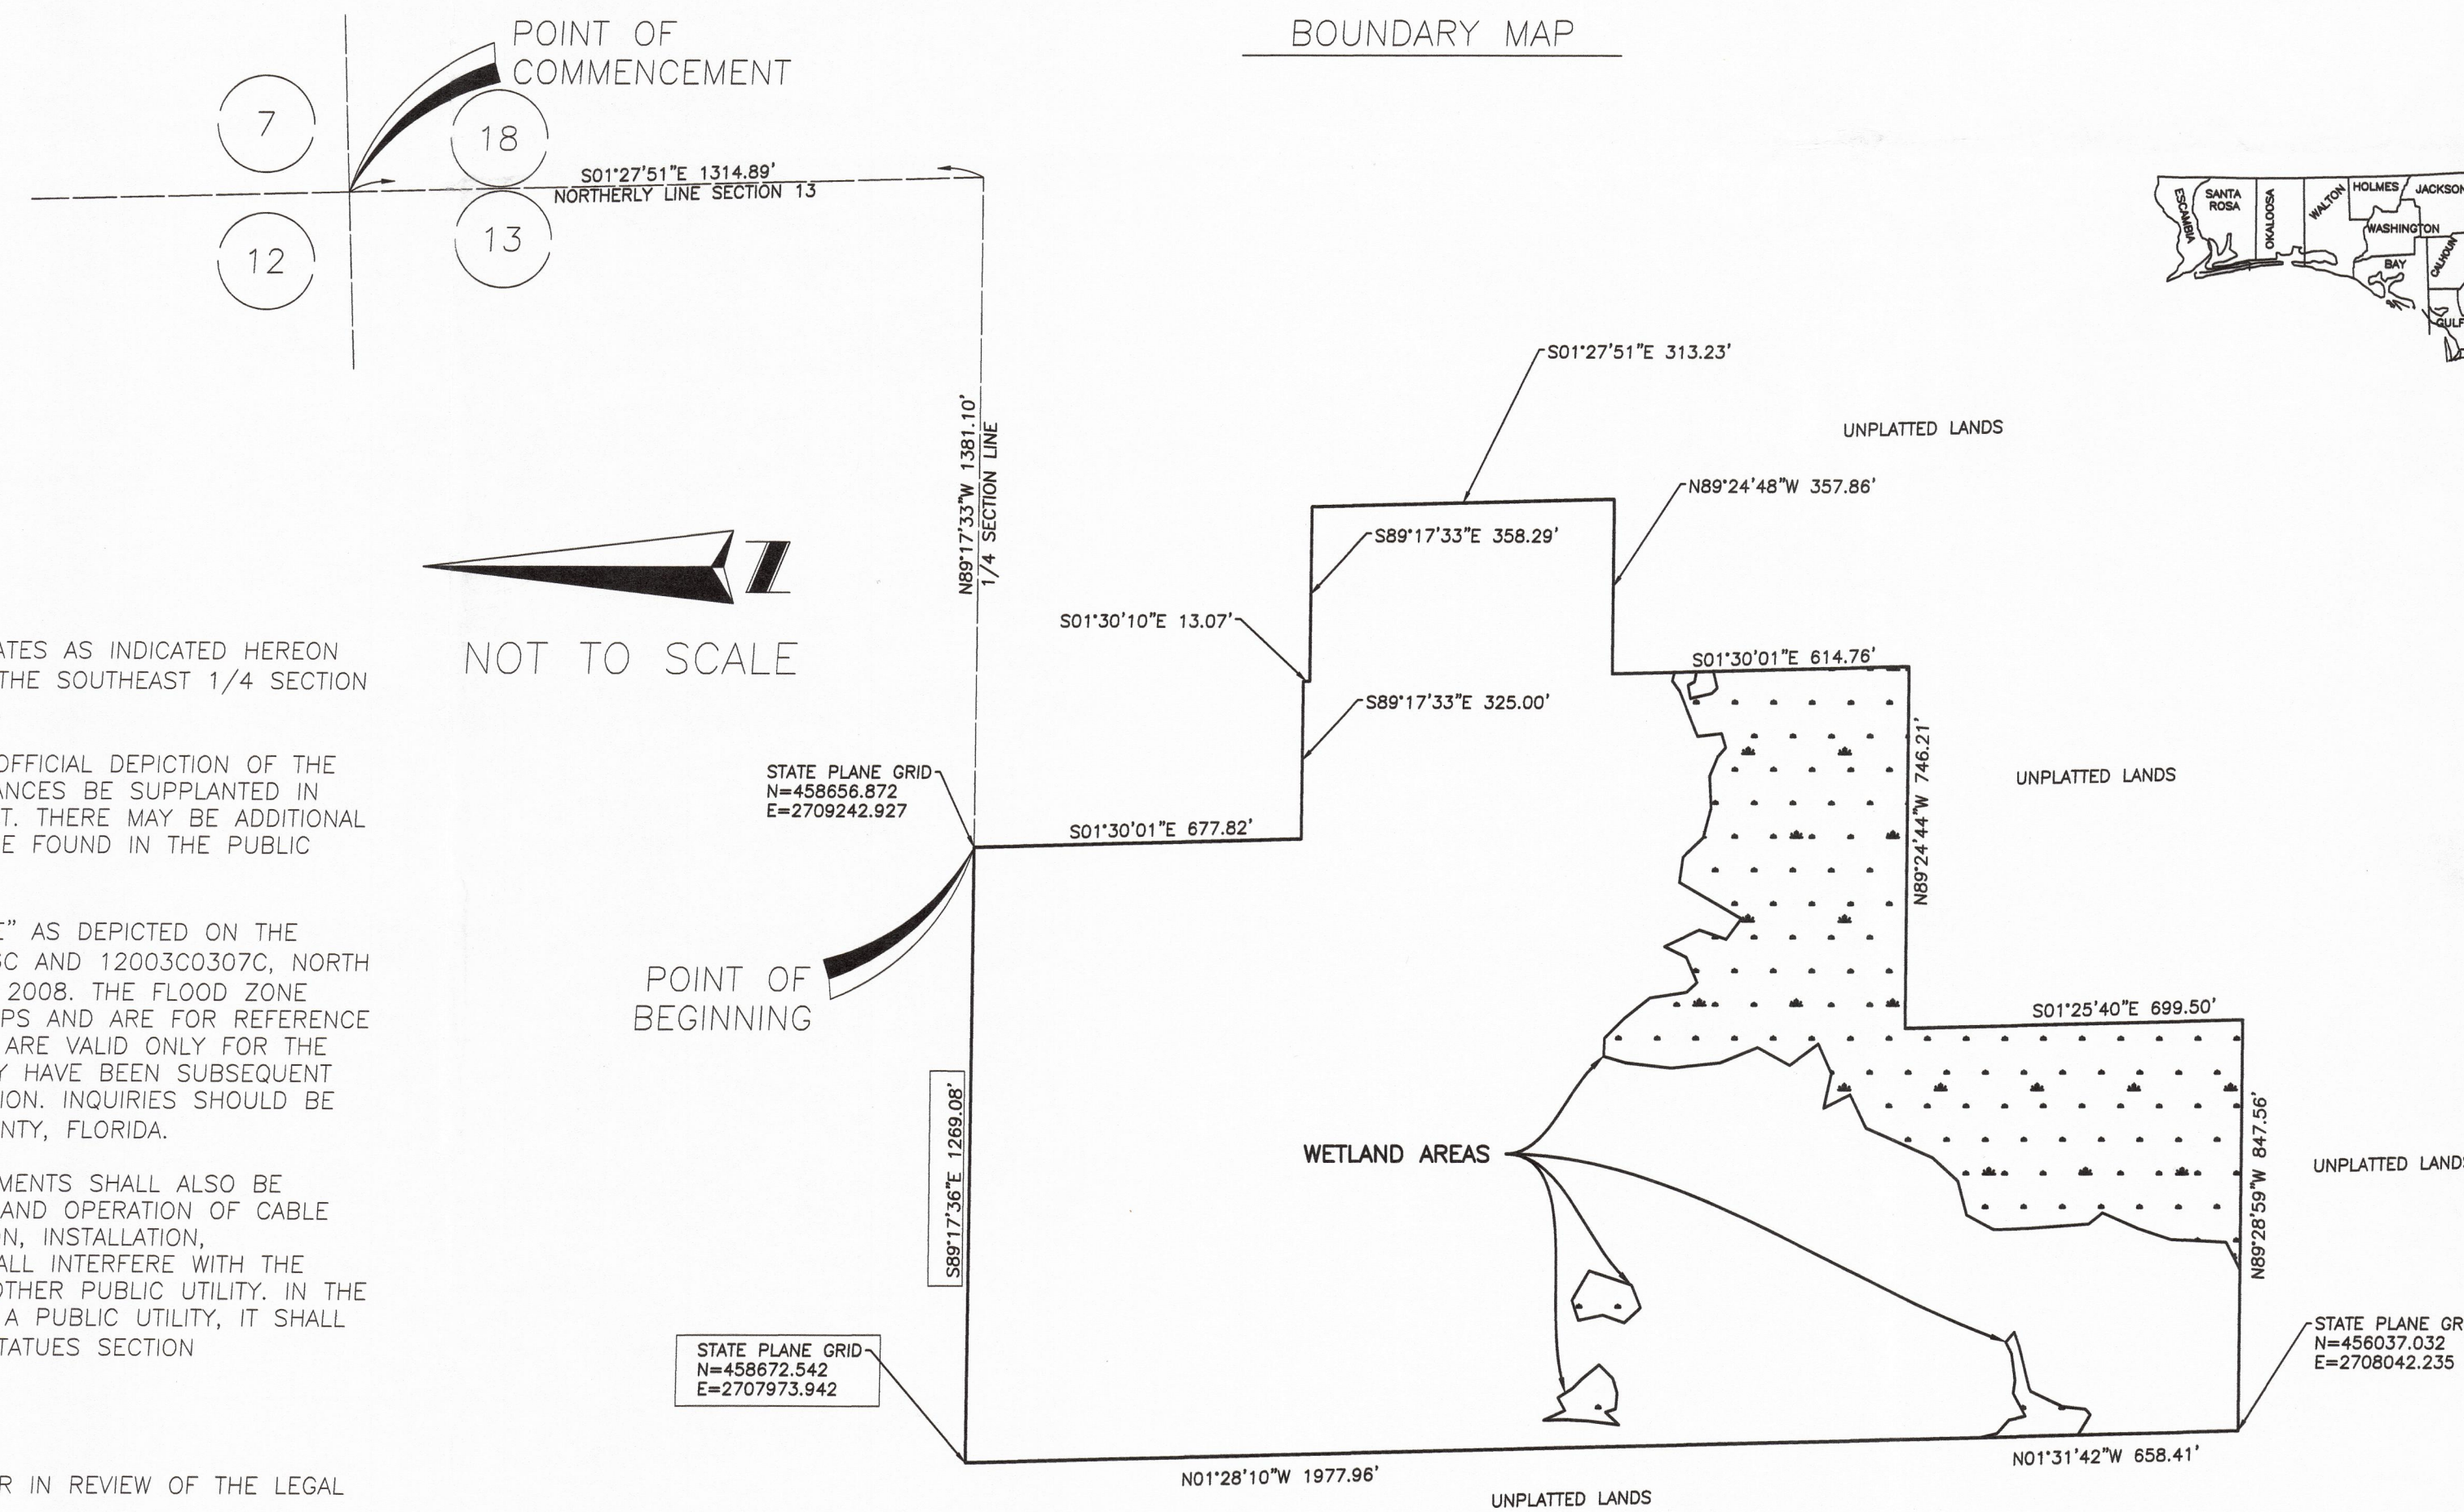 BOUNDARY MAP
POINT OF
COMMENCEMENT
7
18
12
13
S01°27'51"E 1314.89'
NORTHERLY LINE SECTION 13
N89°17'33"W 1381.10'
1/4 SECTION LINE
ESCAMBIA
SANTA
ROSA
OKALOOSA
WALTON
HOLMES
JACKSON
WASHINGTON
BAY
CALHOUN
GULF
S01°27'51"E 313.23'
UNPLATTED LANDS
N89°24'48"W 357.86'
S89°17'33"E 358.29'
S01°30'10"E 13.07'
NOT TO SCALE
S01°30'01"E 614.76'
S89°17'33"E 325.00'
N89°24'44"W 746.21'
UNPLATTED LANDS
STATE PLANE GRID
N=458656.872
E=2709242.927
S01°30'01"E 677.82'
POINT OF
BEGINNING
S01°25'40"E 699.50'
S89°17'36"E 1269.08'
WETLAND AREAS
N89°28'59"W 847.56'
UNPLATTED LANDS
STATE PLANE GRID
N=458672.542
E=2707973.942
STATE PLANE GR
N=456037.032
E=2708042.235
N01°28'10"W 1977.96'
N01°31'42"W 658.41'
UNPLATTED LANDS
ATES AS INDICATED HEREON
THE SOUTHEAST 1/4 SECTION
OFFICIAL DEPICTION OF THE
ANCES BE SUPPLANTED IN
T. THERE MAY BE ADDITIONAL
E FOUND IN THE PUBLIC
E" AS DEPICTED ON THE
C AND 12003C0307C, NORTH
2008. THE FLOOD ZONE
PS AND ARE FOR REFERENCE
ARE VALID ONLY FOR THE
Y HAVE BEEN SUBSEQUENT
ION. INQUIRIES SHOULD BE
NTY, FLORIDA.
MENTS SHALL ALSO BE
AND OPERATION OF CABLE
ON, INSTALLATION,
ALL INTERFERE WITH THE
OTHER PUBLIC UTILITY. IN THE
A PUBLIC UTILITY, IT SHALL
TATUES SECTION
R IN REVIEW OF THE LEGAL